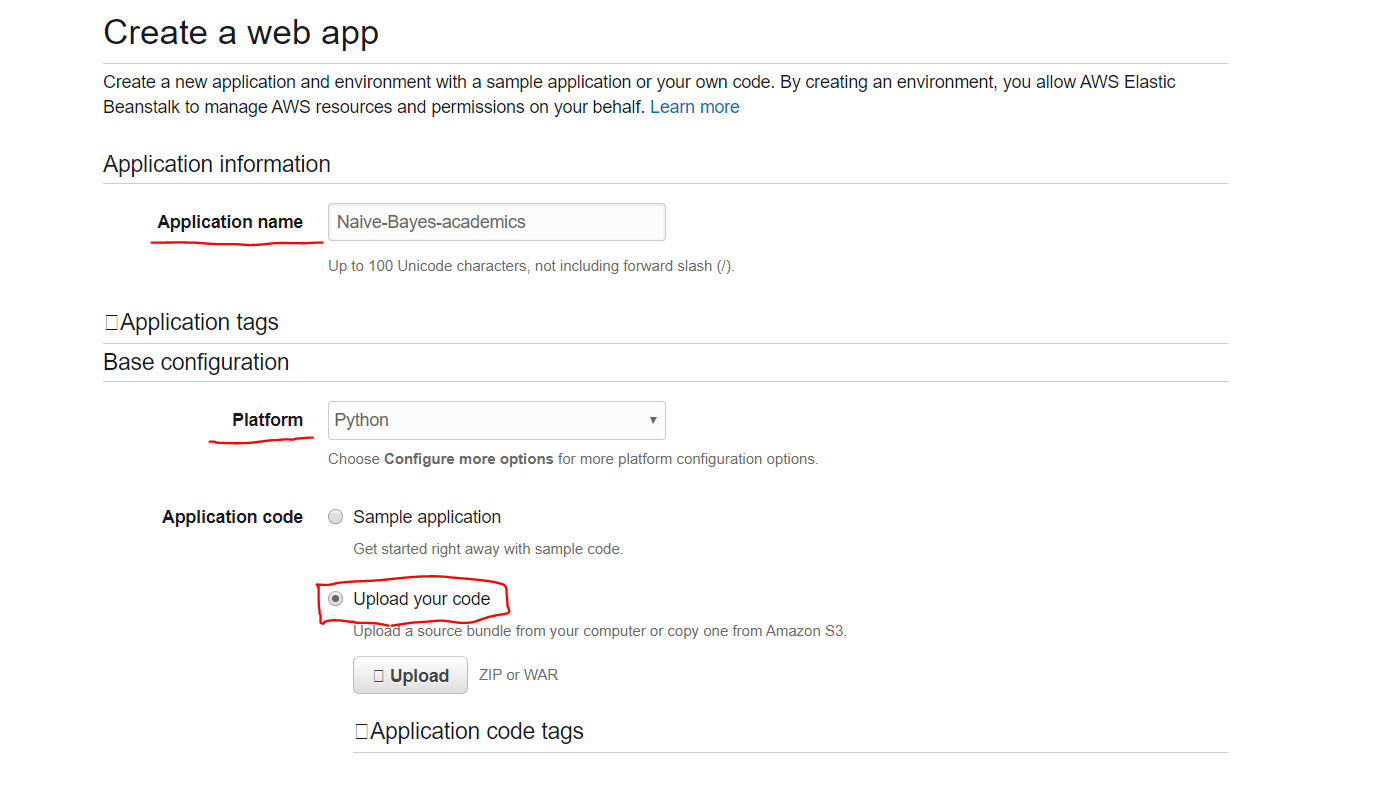 Create a web app
Create a new application and environment with a sample application or your own code. By creating an environment, you allow AWS Elastic
Beanstalk to manage AWS resources and permissions on your behalf. Learn more
Application information
Application name Naive-Bayes-academics
Up to 100 Unicode characters, not including forward slash (/).
Application tags
Base configuration
Platform Python
Choose Configure more options for more platform configuration options.
Application code Sample application
Get started right away with sample code.
Upload your code
Upload a source bundle from your computer or copy one from Amazon S3.
Upload ZIP or WAR
Application code tags